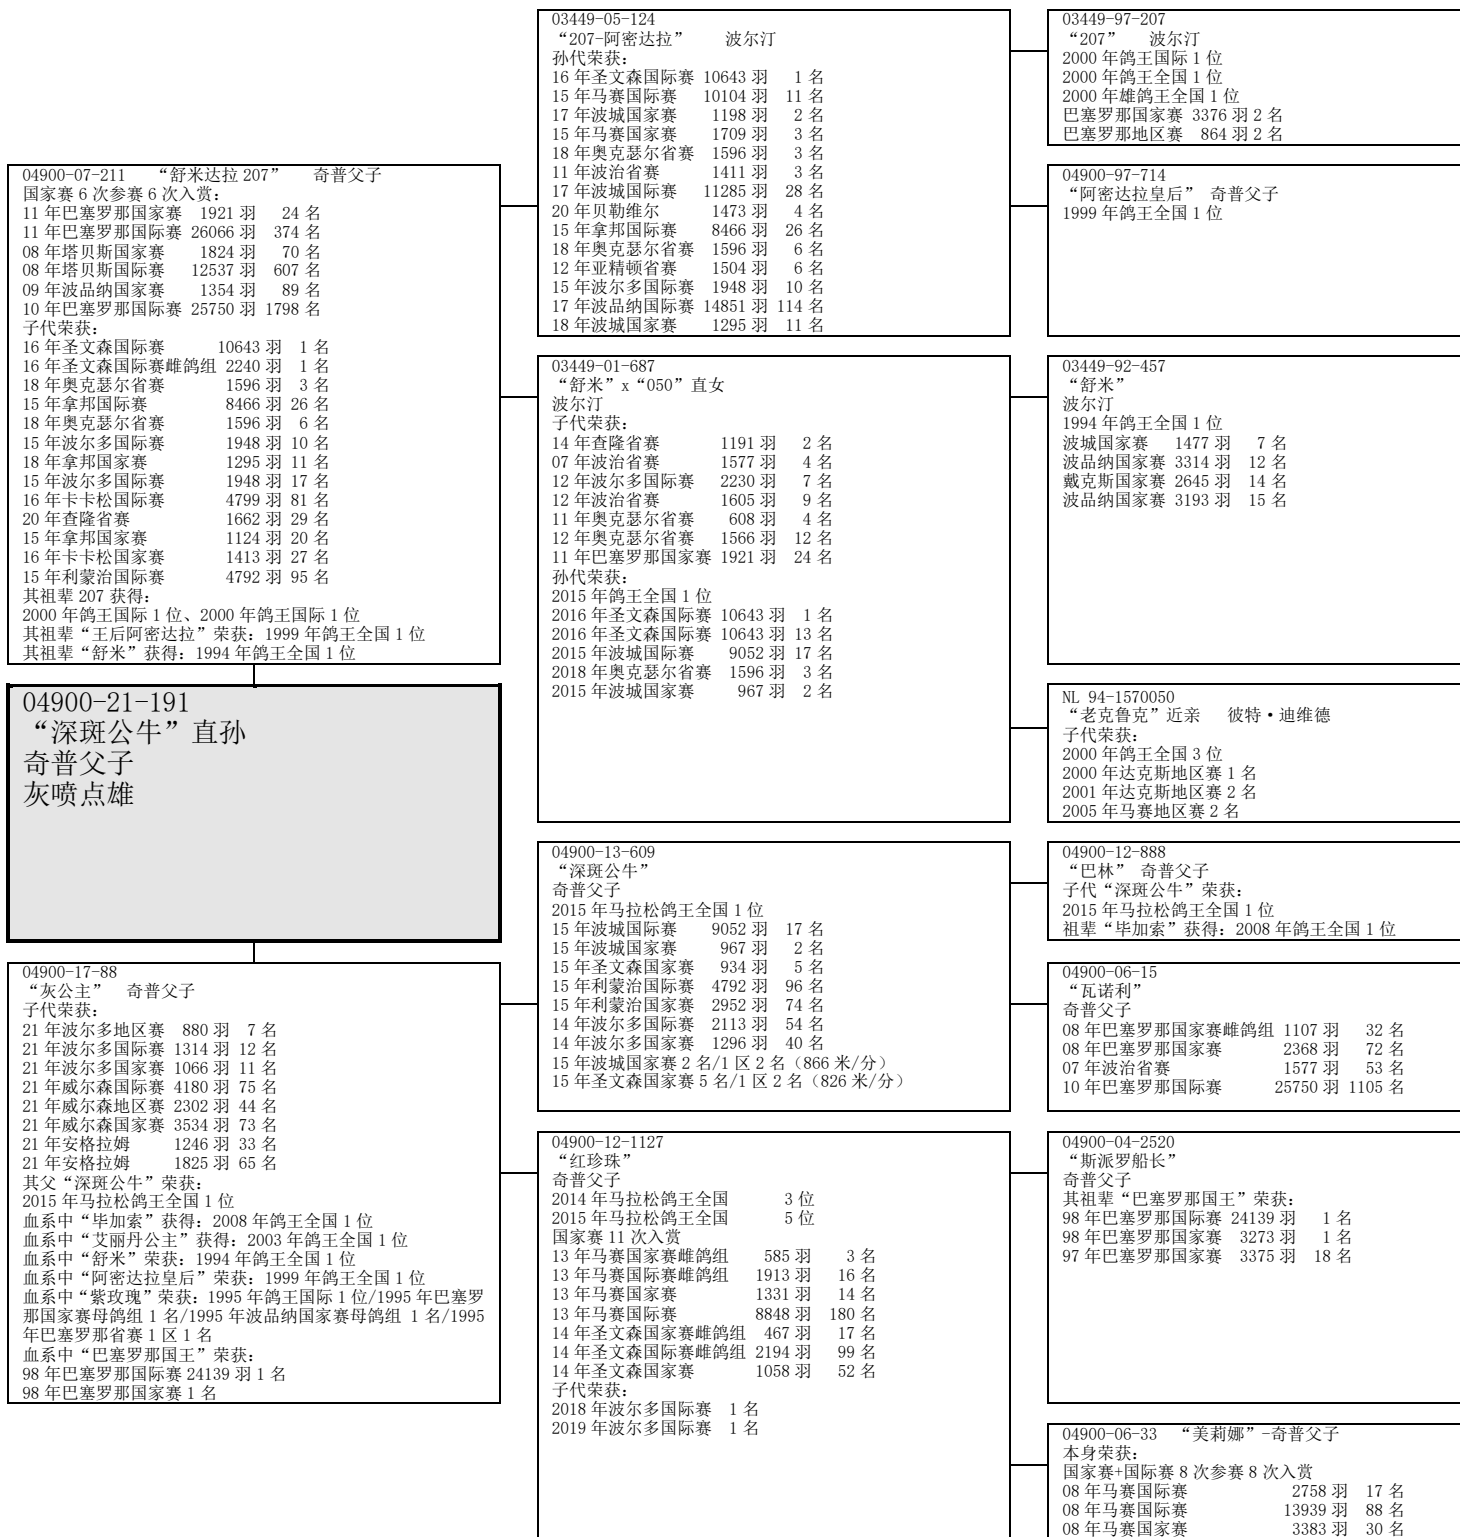 04900-07-211 “舒米达拉 207” 奇普父子
国家赛 6 次参赛 6 次入赏：
11 年巴塞罗那国家赛 1921 羽 24 名
11 年巴塞罗那国际赛 26066 羽 374 名
08 年塔贝斯国家赛 1824 羽 70 名
08 年塔贝斯国际赛 12537 羽 607 名
09 年波品纳国家赛 1354 羽 89 名
10 年巴塞罗那国际赛 25750 羽 1798 名
子代荣获：
16 年圣文森国际赛 10643 羽 1 名
16 年圣文森国际赛雌鸽组 2240 羽 1 名
18 年奥克瑟尔省赛 1596 羽 3 名
15 年拿邦国际赛 8466 羽 26 名
18 年奥克瑟尔省赛 1596 羽 6 名
15 年波尔多国际赛 1948 羽 10 名
18 年拿邦国家赛 1295 羽 11 名
15 年波尔多国际赛 1948 羽 17 名
16 年卡卡松国际赛 4799 羽 81 名
20 年查隆省赛 1662 羽 29 名
15 年拿邦国家赛 1124 羽 20 名
16 年卡卡松国家赛 1413 羽 27 名
15 年利蒙治国际赛 4792 羽 95 名
其祖辈 207 获得：
2000 年鸽王国际 1 位、2000 年鸽王国际 1 位
其祖辈“王后阿密达拉”荣获：1999 年鸽王全国 1 位
其祖辈“舒米”获得：1994 年鸽王全国 1 位
04900-21-191
“深斑公牛”直孙
奇普父子
灰喷点雄
04900-17-88
“灰公主” 奇普父子
子代荣获：
21 年波尔多地区赛 880 羽 7 名
21 年波尔多国际赛 1314 羽 12 名
21 年波尔多国家赛 1066 羽 11 名
21 年威尔森国际赛 4180 羽 75 名
21 年威尔森地区赛 2302 羽 44 名
21 年威尔森国家赛 3534 羽 73 名
21 年安格拉姆 1246 羽 33 名
21 年安格拉姆 1825 羽 65 名
其父“深斑公牛”荣获：
2015 年马拉松鸽王全国 1 位
血系中“毕加索”获得：2008 年鸽王全国 1 位
血系中“艾丽丹公主”获得：2003 年鸽王全国 1 位
血系中“舒米”荣获：1994 年鸽王全国 1 位
血系中“阿密达拉皇后”荣获：1999 年鸽王全国 1 位
血系中“紫玫瑰”荣获：1995 年鸽王国际 1 位/1995 年巴塞罗
那国家赛母鸽组 1 名/1995 年波品纳国家赛母鸽组 1 名/1995
年巴塞罗那省赛 1 区 1 名
血系中“巴塞罗那国王”荣获：
98 年巴塞罗那国际赛 24139 羽 1 名
98 年巴塞罗那国家赛 1 名
03449-05-124
“207-阿密达拉” 波尔汀
孙代荣获：
16 年圣文森国际赛 10643 羽 1 名
15 年马赛国际赛 10104 羽 11 名
17 年波城国家赛 1198 羽 2 名
15 年马赛国家赛 1709 羽 3 名
18 年奥克瑟尔省赛 1596 羽 3 名
11 年波治省赛 1411 羽 3 名
17 年波城国际赛 11285 羽 28 名
20 年贝勒维尔 1473 羽 4 名
15 年拿邦国际赛 8466 羽 26 名
18 年奥克瑟尔省赛 1596 羽 6 名
12 年亚精顿省赛 1504 羽 6 名
15 年波尔多国际赛 1948 羽 10 名
17 年波品纳国际赛 14851 羽 114 名
18 年波城国家赛 1295 羽 11 名
03449-01-687
“舒米”x“050”直女
波尔汀
子代荣获：
14 年查隆省赛 1191 羽 2 名
07 年波治省赛 1577 羽 4 名
12 年波尔多国际赛 2230 羽 7 名
12 年波治省赛 1605 羽 9 名
11 年奥克瑟尔省赛 608 羽 4 名
12 年奥克瑟尔省赛 1566 羽 12 名
11 年巴塞罗那国家赛 1921 羽 24 名
孙代荣获：
2015 年鸽王全国 1 位
2016 年圣文森国际赛 10643 羽 1 名
2016 年圣文森国际赛 10643 羽 13 名
2015 年波城国际赛 9052 羽 17 名
2018 年奥克瑟尔省赛 1596 羽 3 名
2015 年波城国家赛 967 羽 2 名
04900-13-609
“深斑公牛”
奇普父子
2015 年马拉松鸽王全国 1 位
15 年波城国际赛 9052 羽 17 名
15 年波城国家赛 967 羽 2 名
15 年圣文森国家赛 934 羽 5 名
15 年利蒙治国际赛 4792 羽 96 名
15 年利蒙治国家赛 2952 羽 74 名
14 年波尔多国际赛 2113 羽 54 名
14 年波尔多国家赛 1296 羽 40 名
15 年波城国家赛 2 名/1 区 2 名（866 米/分）
15 年圣文森国家赛 5 名/1 区 2 名（826 米/分）
04900-12-1127
“红珍珠”
奇普父子
2014 年马拉松鸽王全国 3 位
2015 年马拉松鸽王全国 5 位
国家赛 11 次入赏
13 年马赛国家赛雌鸽组 585 羽 3 名
13 年马赛国际赛雌鸽组 1913 羽 16 名
13 年马赛国家赛 1331 羽 14 名
13 年马赛国际赛 8848 羽 180 名
14 年圣文森国家赛雌鸽组 467 羽 17 名
14 年圣文森国际赛雌鸽组 2194 羽 99 名
14 年圣文森国家赛 1058 羽 52 名
子代荣获：
2018 年波尔多国际赛 1 名
2019 年波尔多国际赛 1 名
03449-97-207
“207” 波尔汀
2000 年鸽王国际 1 位
2000 年鸽王全国 1 位
2000 年雄鸽王全国 1 位
巴塞罗那国家赛 3376 羽 2 名
巴塞罗那地区赛 864 羽 2 名
04900-97-714
“阿密达拉皇后” 奇普父子
1999 年鸽王全国 1 位
03449-92-457
“舒米”
波尔汀
1994 年鸽王全国 1 位
波城国家赛 1477 羽 7 名
波品纳国家赛 3314 羽 12 名
戴克斯国家赛 2645 羽 14 名
波品纳国家赛 3193 羽 15 名
NL 94-1570050
“老克鲁克”近亲 彼特·迪维德
子代荣获：
2000 年鸽王全国 3 位
2000 年达克斯地区赛 1 名
2001 年达克斯地区赛 2 名
2005 年马赛地区赛 2 名
04900-12-888
“巴林” 奇普父子
子代“深斑公牛”荣获：
2015 年马拉松鸽王全国 1 位
祖辈“毕加索”获得：2008 年鸽王全国 1 位
04900-06-15
“瓦诺利”
奇普父子
08 年巴塞罗那国家赛雌鸽组 1107 羽 32 名
08 年巴塞罗那国家赛 2368 羽 72 名
07 年波治省赛 1577 羽 53 名
10 年巴塞罗那国际赛 25750 羽 1105 名
04900-04-2520
“斯派罗船长”
奇普父子
其祖辈“巴塞罗那国王”荣获：
98 年巴塞罗那国际赛 24139 羽 1 名
98 年巴塞罗那国家赛 3273 羽 1 名
97 年巴塞罗那国家赛 3375 羽 18 名
04900-06-33 “美莉娜”-奇普父子
本身荣获：
国家赛+国际赛 8 次参赛 8 次入赏
08 年马赛国际赛 2758 羽 17 名
08 年马赛国际赛 13939 羽 88 名
08 年马赛国家赛 3383 羽 30 名